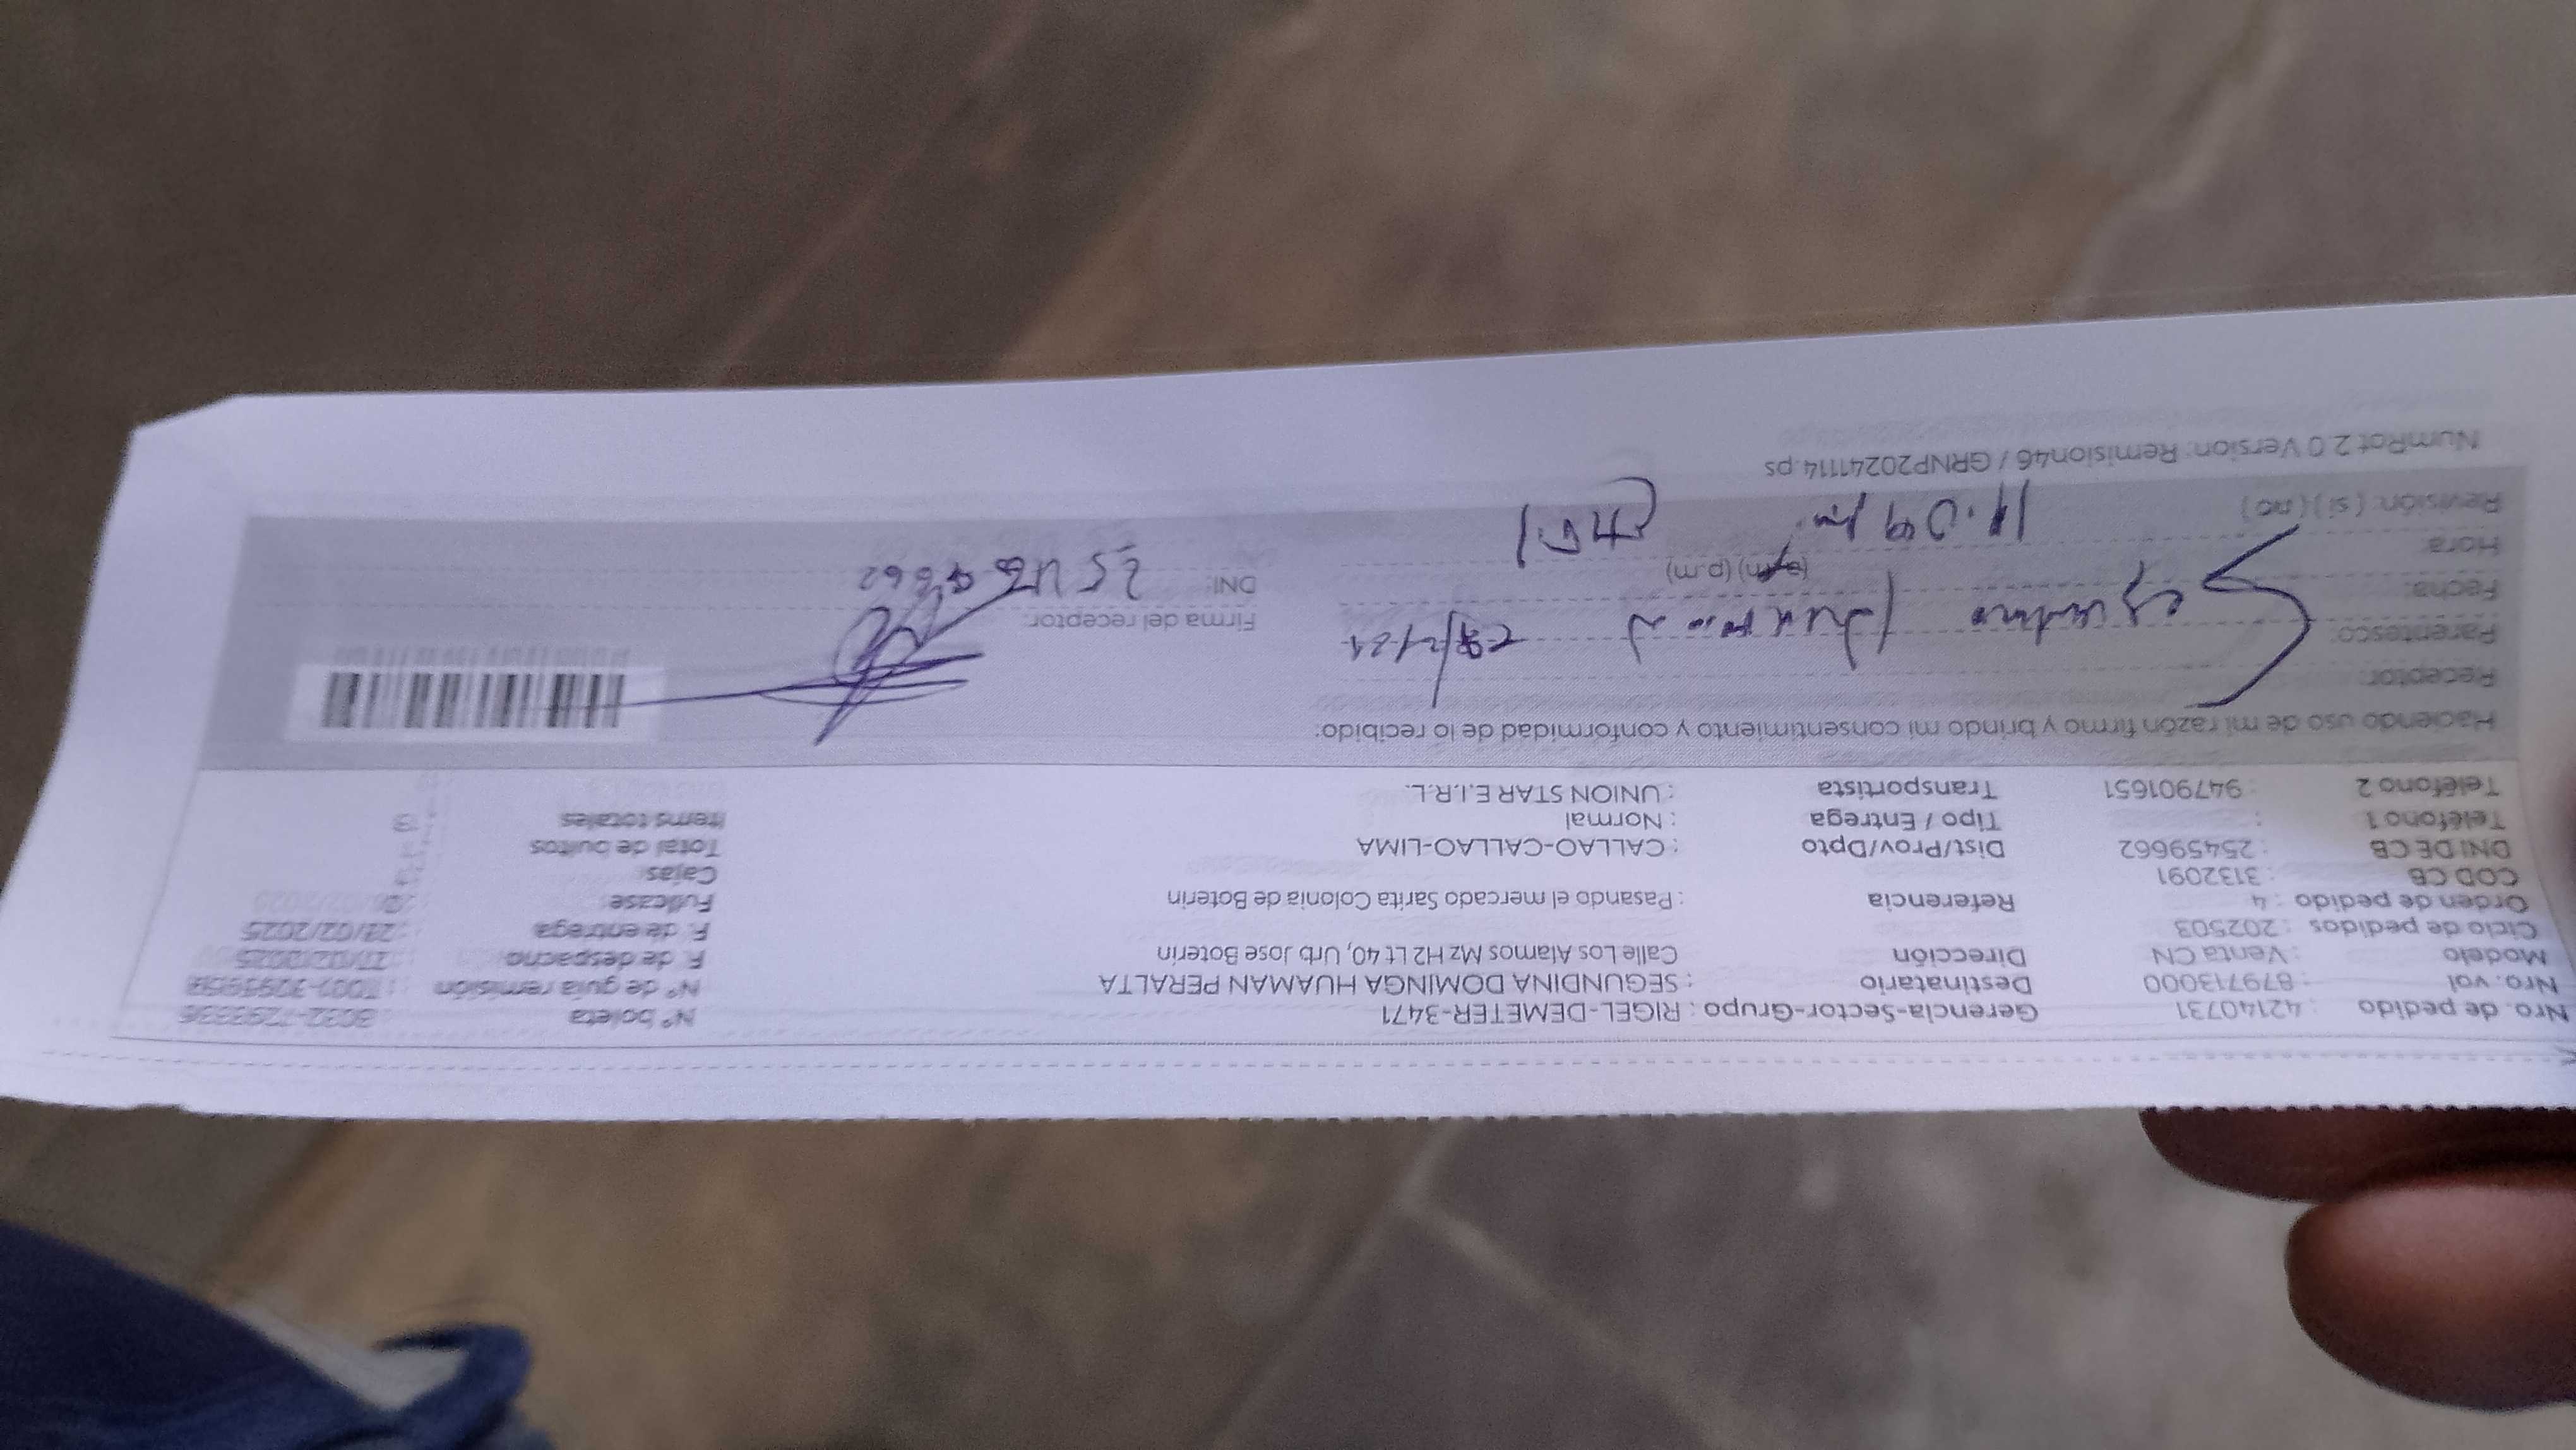 Nro. de pedido : 42140731 Gerencia-Sector-Grupo : RIGEL-DEMETER-3471 N° boleta
Nro. vol : 879713000 Destinatario : SEGUNDINA DOMINGA HUAMAN PERALTA N° de guía remisión
Modelo : Venta CN Dirección Calle Los Alamos Mz H2 Lt 40, Urb Jose Boterin F. de despacho : 27/02/2025
Ciclo de pedidos : 202503 F. de entrega : 28/02/2025
Orden de pedido : 4 Referencia : Pasando el mercado Sarita Colonia de Boterin Fullcase:
COD CB : 3132091 Cajas:
DNI DE CB : 25459662 Dist/Prov/Dpto : CALLAO-CALLAO-LIMA Total de bultos
Teléfono 1 : Tipo / Entrega : Normal Items totales
Teléfono 2 : 947901651 Transportista : UNION STAR E.I.R.L.
Haciendo uso de mi razón firmo y brindo mi consentimiento y conformidad de lo recibido:
Receptor:
Parentesco: Firma del receptor:
Fecha:
Hora: (a.m) (p.m) DNI:
Revisión: ( si ) ( no )
NumRot 2.0 Version: Remision46 / GRNP20241114.ps